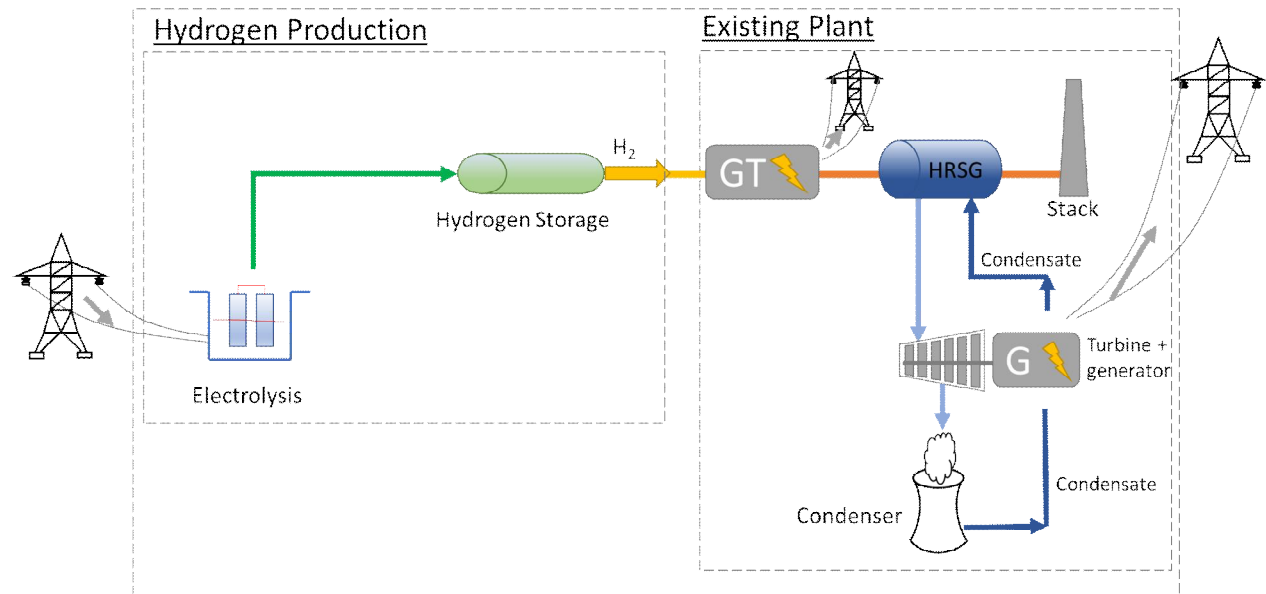 Hydrogen Production
Existing Plant
H₂
GT
HRSG
Hydrogen Storage
Stack
Condensate
Electrolysis
G
Turbine +
generator
Condensate
Condenser